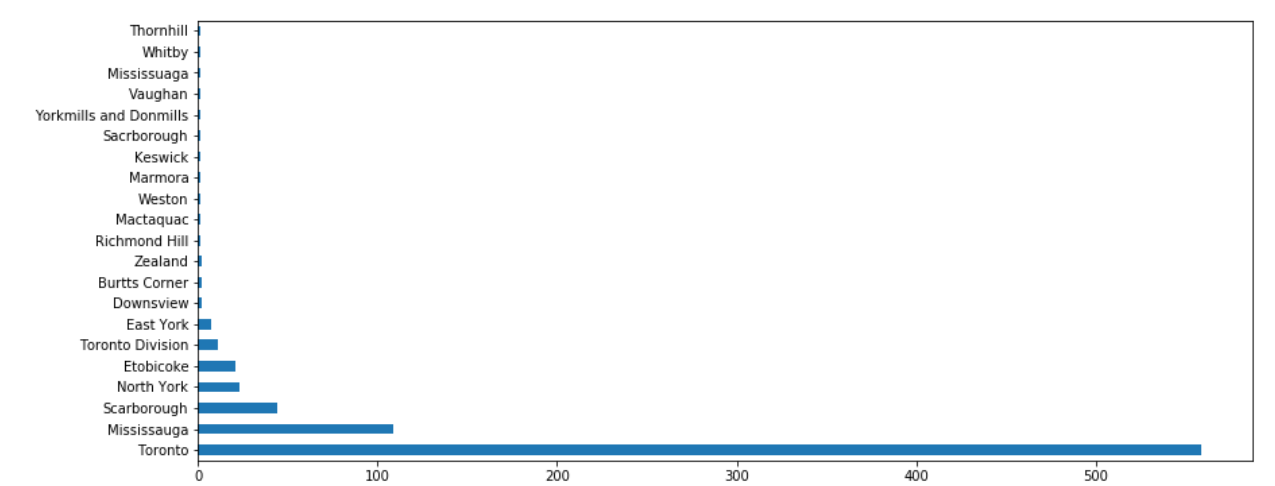 Thornhill
Whitby
Mississuaga
Vaughan
Yorkmills and Donmills
Sacrborough
Keswick
Marmora
Weston
Mactaquac
Richmond Hill
Zealand
Burtts Corner
Downsview
East York
Toronto Division
Etobicoke
North York
Scarborough
Mississauga
Toronto
0 100 200 300 400 500